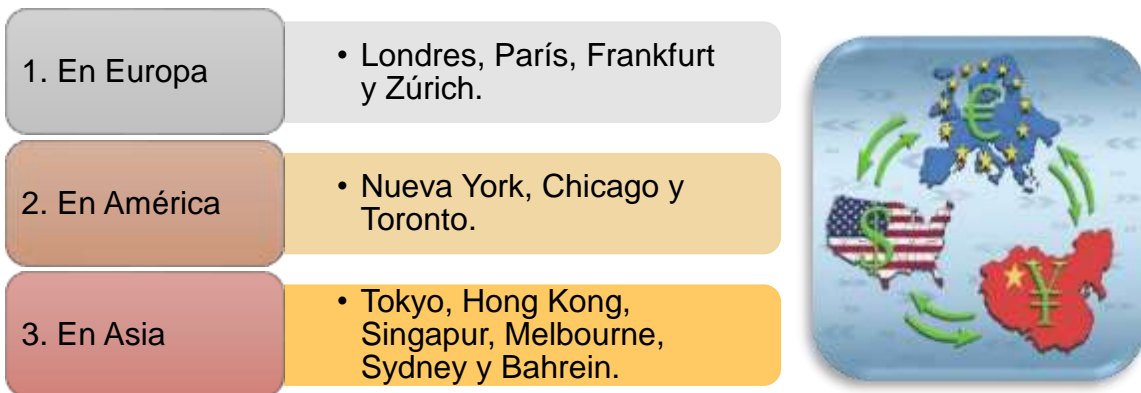 1. En Europa
• Londres, París, Frankfurt
y Zúrich.
2. En América
• Nueva York, Chicago y
Toronto.
3. En Asia
• Tokyo, Hong Kong,
Singapur, Melbourne,
Sydney y Bahrein.
€
$
¥